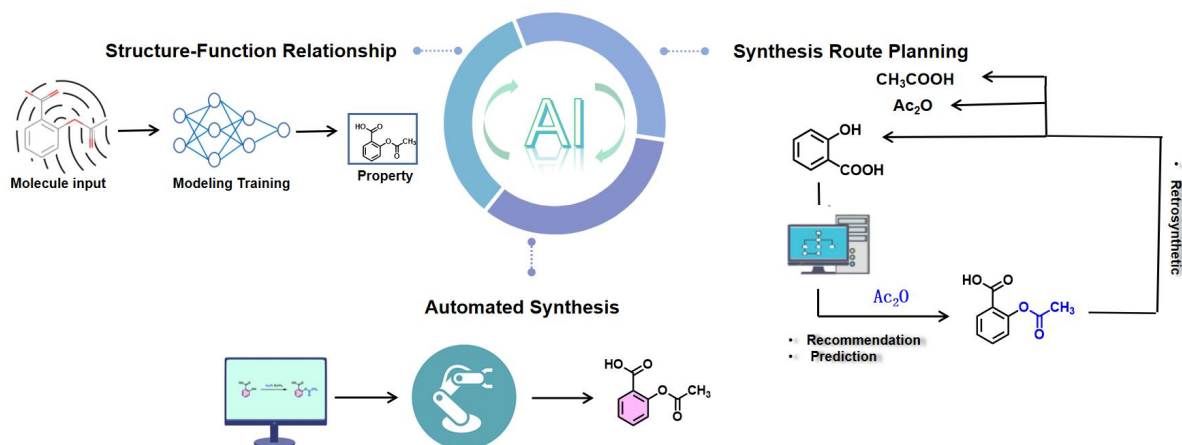 Structure-Function Relationship
Molecule input
Modeling Training
HO
O
O
CH₃
O
Property
AI
Synthesis Route Planning
CH₃COOH
Ac₂O
OH
COOH
Ac₂O
• Recommendation
• Prediction
HO
O
O
CH₃
O
• Retrosynthetic
Automated Synthesis
HO
O
O
CH₃
O